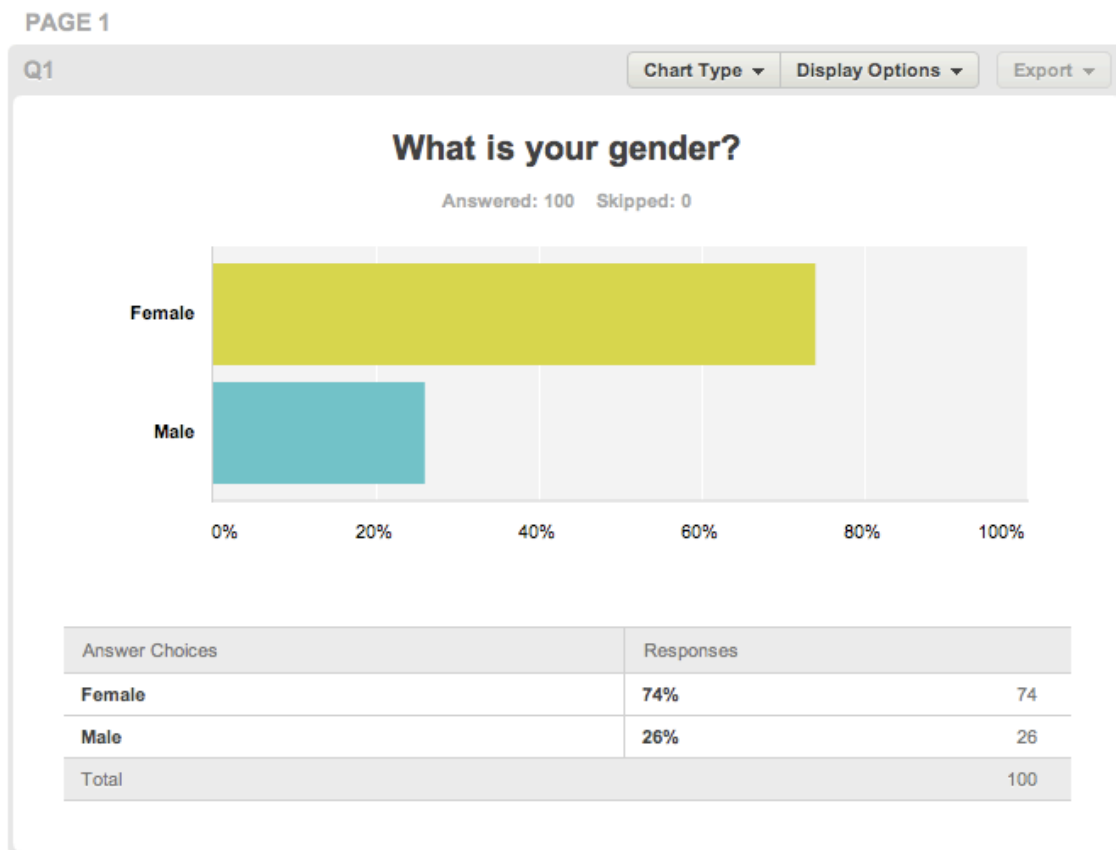 PAGE 1
Q1 Chart Type Display Options Export
What is your gender?
Answered: 100 Skipped: 0
Female
Male
0% 20% 40% 60% 80% 100%
Answer Choices Responses
Female 74% 74
Male 26% 26
Total 100